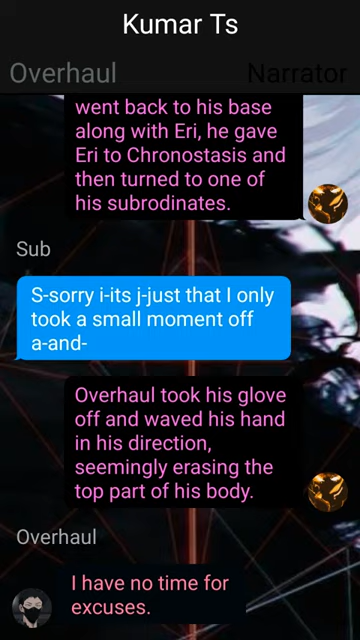 Kumar Ts
Overhaul
Narrator
went back to his base
along with Eri, he gave
Eri to Chronostasis and
then turned to one of
his subrodinates.
Sub
S-sorry i-its j-just that I only
took a small moment off
a-and-
Overhaul took his glove
off and waved his hand
in his direction,
seemingly erasing the
top part of his body.
Overhaul
I have no time for
excuses.